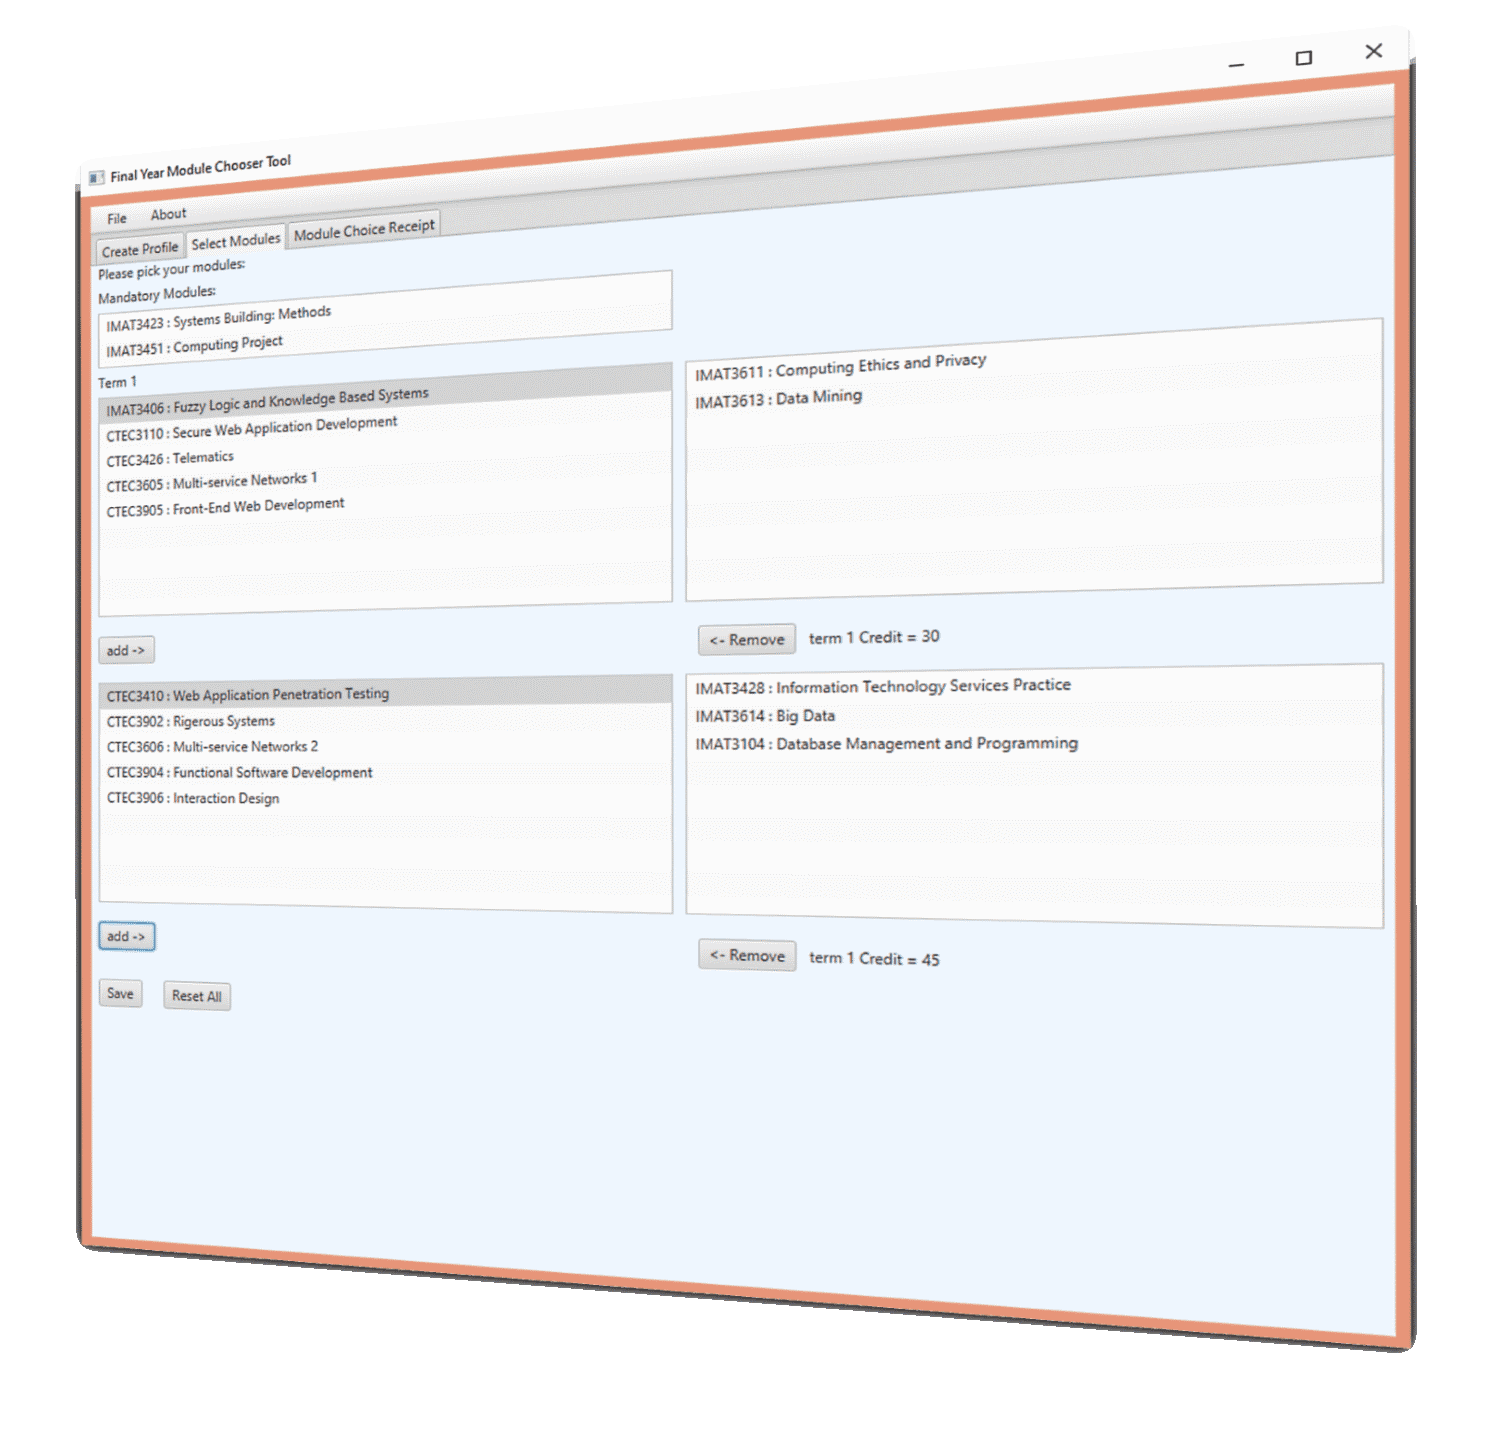 Final Year Module Chooser Tool
File About
Create Profile Select Modules Module Choice Receipt
Please pick your modules:
Mandatory Modules:
IMAT3423 : Systems Building: Methods
IMAT3451 : Computing Project
Term 1
IMAT3406 : Fuzzy Logic and Knowledge Based Systems
CTEC3110 : Secure Web Application Development
CTEC3426 : Telematics
CTEC3605 : Multi-service Networks 1
CTEC3905 : Front-End Web Development
IMAT3611 : Computing Ethics and Privacy
IMAT3613 : Data Mining
add ->
<- Remove term 1 Credit = 30
CTEC3410 : Web Application Penetration Testing
CTEC3902 : Rigerous Systems
CTEC3606 : Multi-service Networks 2
CTEC3904 : Functional Software Development
CTEC3906 : Interaction Design
IMAT3428 : Information Technology Services Practice
IMAT3614 : Big Data
IMAT3104 : Database Management and Programming
add ->
<- Remove term 1 Credit = 45
Save Reset All